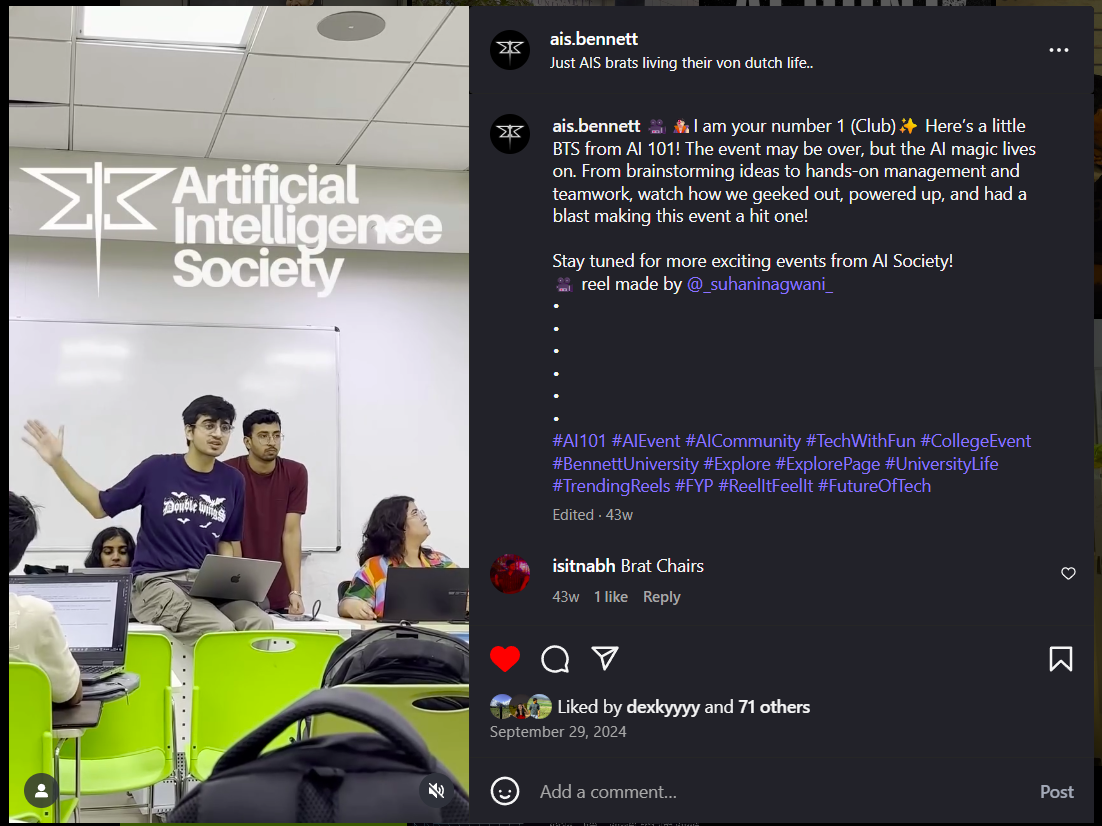 Artificial
Intelligence
Society
Double wings
ais.bennett
Just AIS brats living their von dutch life..
ais.bennett 🎥 💁🏻‍♀️ I am your number 1 (Club)✨ Here's a little
BTS from AI 101! The event may be over, but the AI magic lives
on. From brainstorming ideas to hands-on management and
teamwork, watch how we geeked out, powered up, and had a
blast making this event a hit one!
Stay tuned for more exciting events from AI Society!
🎥 reel made by @_suhaninagwani_
•
•
•
•
•
•
#AI101 #AIEvent #AICommunity #TechWithFun #CollegeEvent
#BennettUniversity #Explore #ExplorePage #UniversityLife
#TrendingReels #FYP #ReelItFeelIt #FutureOfTech
Edited · 43w
isitnabh Brat Chairs
43w 1 like Reply
Liked by dexkyyyy and 71 others
September 29, 2024
Add a comment...
Post